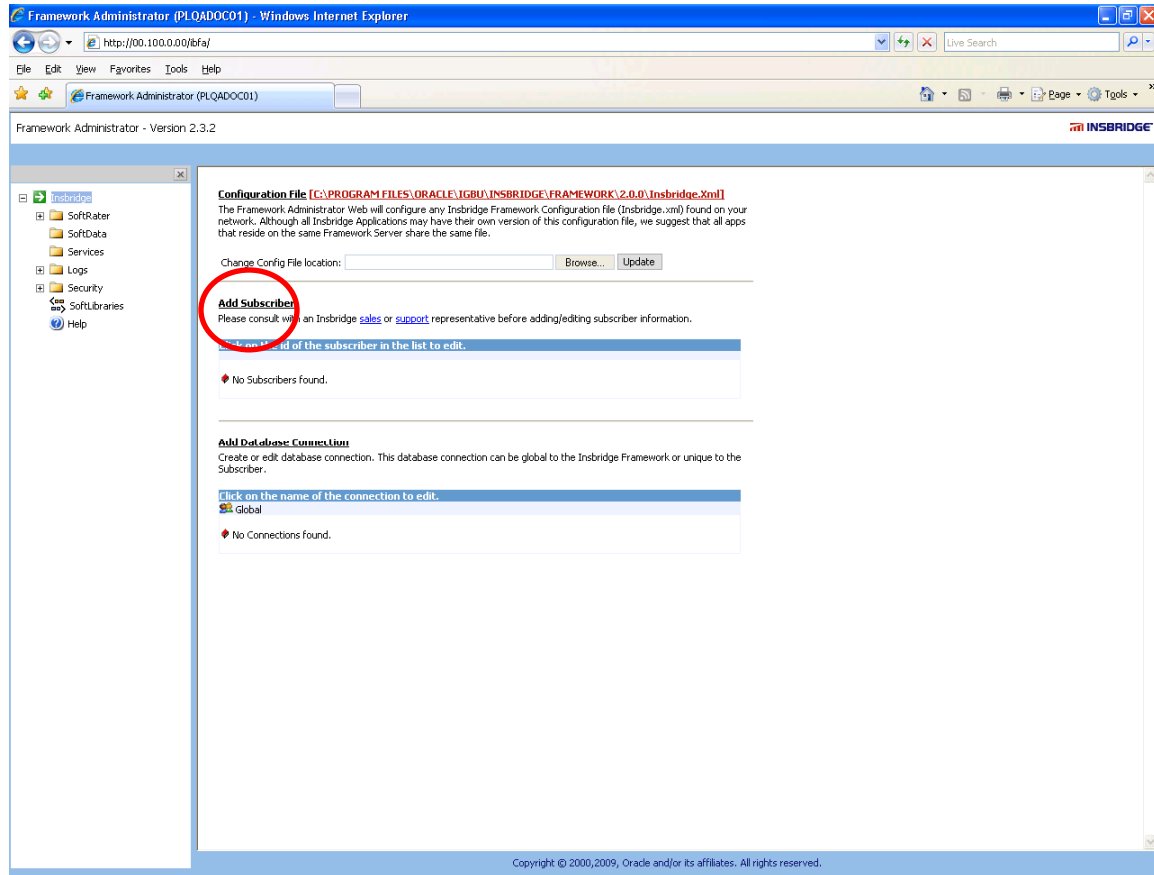 Framework Administrator (PLQADOC01) - Windows Internet Explorer
http://00.100.0.00/ibfa/
Live Search
File Edit View Favorites Tools Help
Framework Administrator (PLQADOC01)
Page Tools
Framework Administrator - Version 2.3.2
INSBRIDGE
Insbridge
SoftRater
SoftData
Services
Logs
Security
SoftLibraries
Help
Configuration File [C:\PROGRAM FILES\ORACLE\IGBU\INSBRIDGE\FRAMEWORK\2.0.0\Insbridge.Xml]
The Framework Administrator Web will configure any Insbridge Framework Configuration file (Insbridge.xml) found on your
network. Although all Insbridge Applications may have their own version of this configuration file, we suggest that all apps
that reside on the same Framework Server share the same file.
Change Config File location: Browse... Update
Add Subscriber
Please consult with an Insbridge sales or support representative before adding/editing subscriber information.
Click on the id of the subscriber in the list to edit.
No Subscribers found.
Add Database Connection
Create or edit database connection. This database connection can be global to the Insbridge Framework or unique to the
Subscriber.
Click on the name of the connection to edit.
Global
No Connections found.
Copyright © 2000,2009, Oracle and/or its affiliates. All rights reserved.